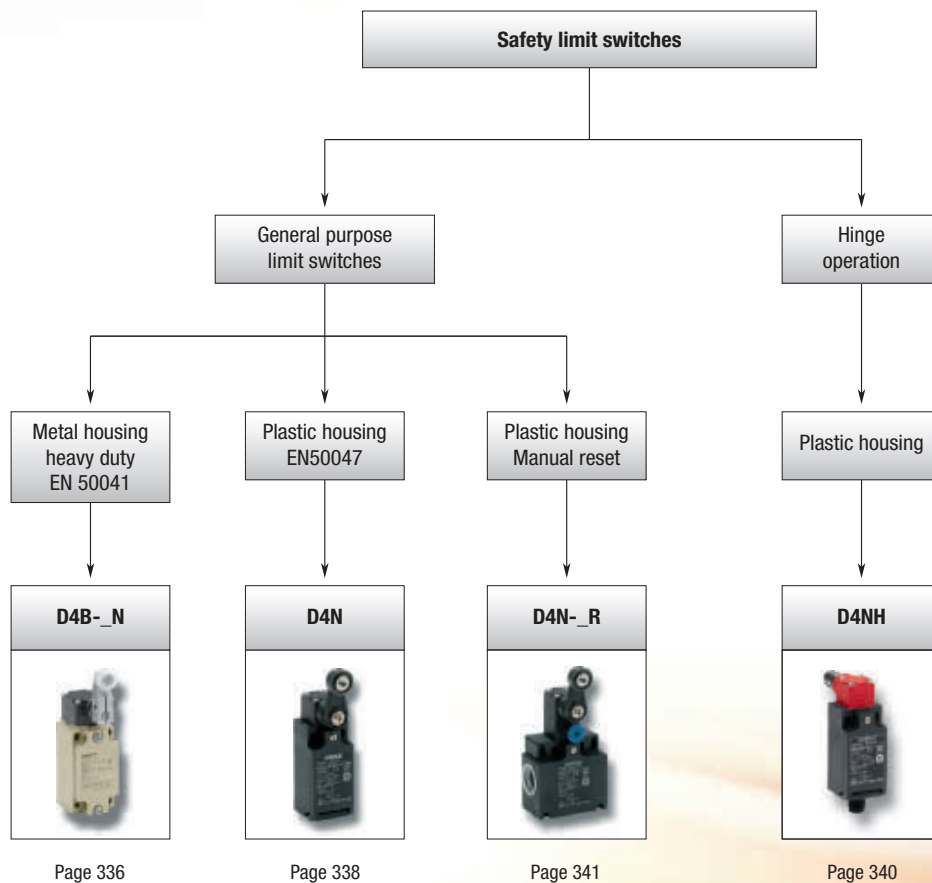 Safety limit switches
General purpose
limit switches
Hinge
operation
Metal housing
heavy duty
EN 50041
Plastic housing
EN50047
Plastic housing
Manual reset
Plastic housing
D4B-_N
D4N
D4N-_R
D4NH
Page 336
Page 338
Page 341
Page 340